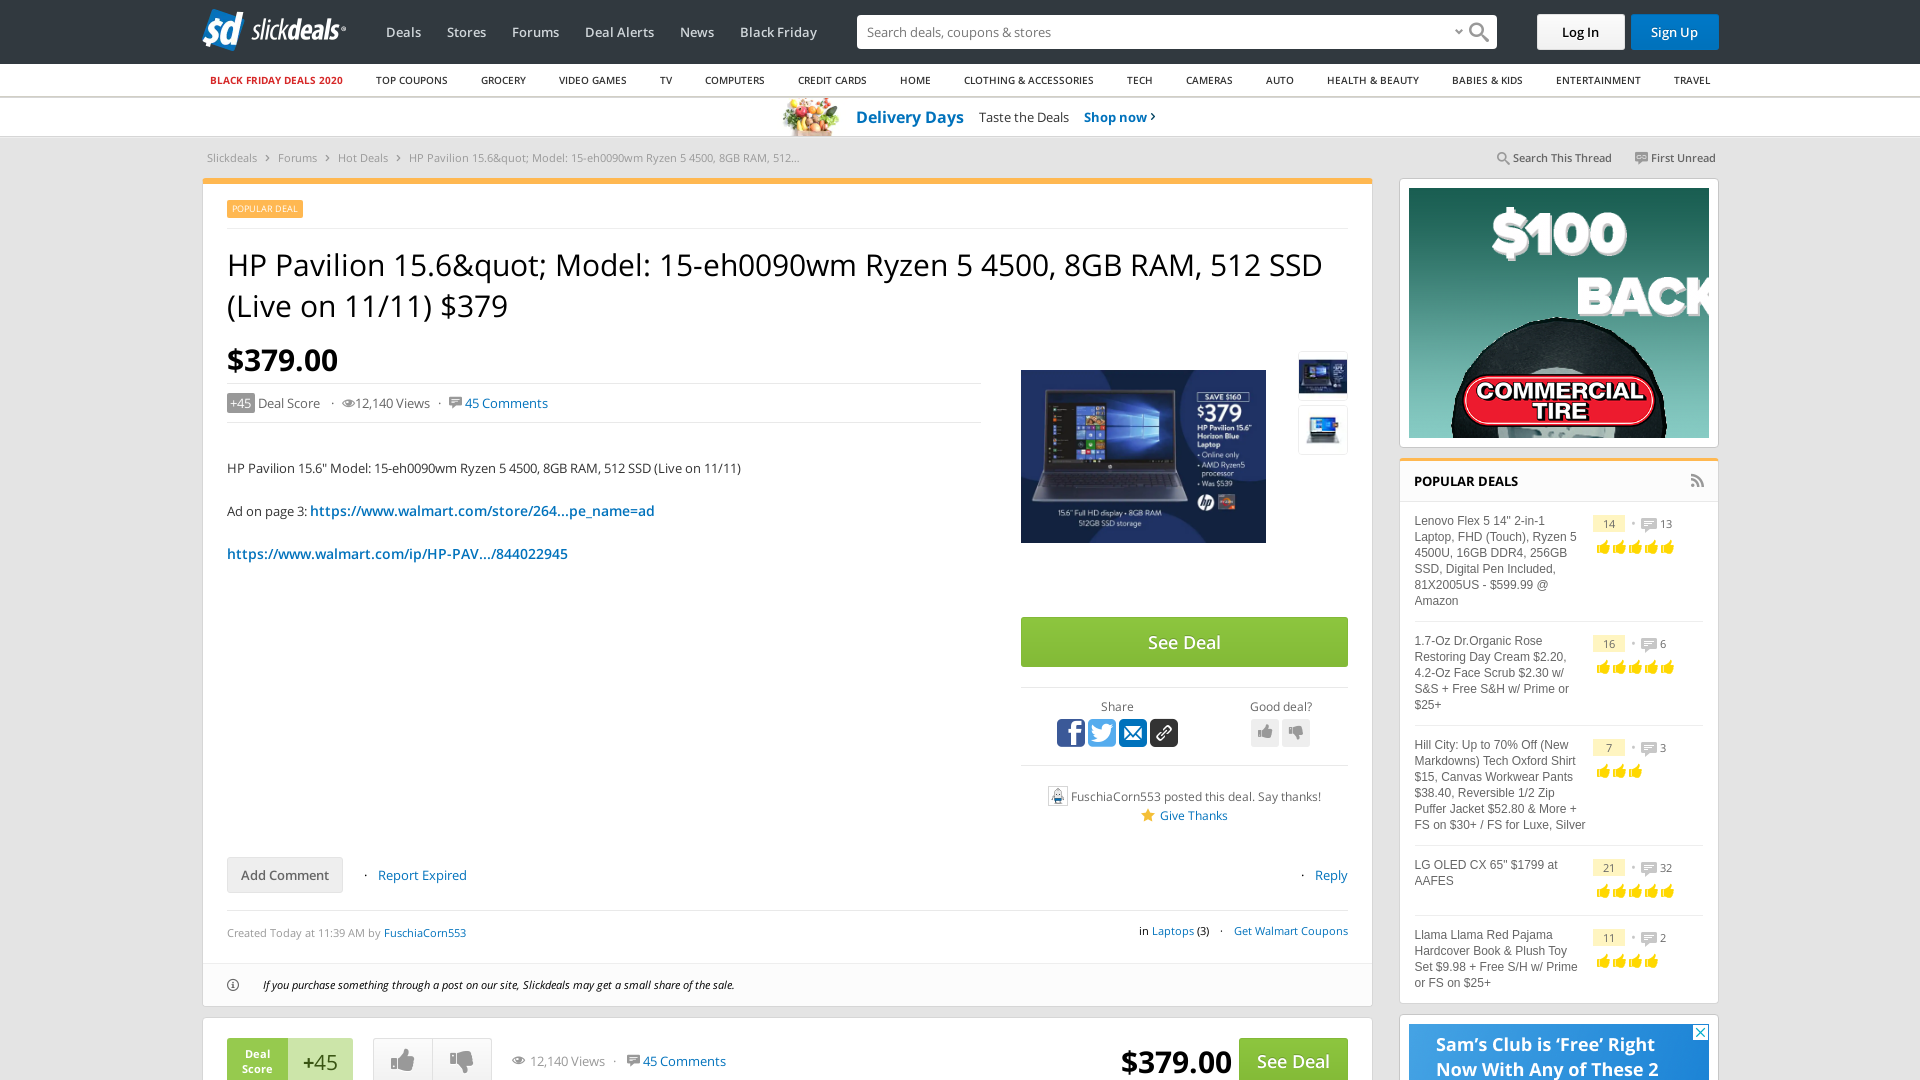 slickdeals
Deals Stores Forums Deal Alerts News Black Friday
Search deals, coupons & shopping
Log In
Sign Up
BLACK FRIDAY DEALS 2020 TOP COUPONS GROCERY VIDEO GAMES TV COMPUTERS CREDIT CARDS HOME CLOTHING & ACCESSORIES TECH CAMERAS AUTO HEALTH & BEAUTY BABIES & KIDS ENTERTAINMENT TRAVEL
Delivery Days Taste the Deals Shop now
Slickdeals Forums Hot Deals HP Pavilion 15.6&quot; Model: 15-eh0090wm Ryzen 5 4500, 8GB RAM, 512...
Search This Thread First Unread
POPULAR DEAL
HP Pavilion 15.6&quot; Model: 15-eh0090wm Ryzen 5 4500, 8GB RAM, 512 SSD
(Live on 11/11) $379
$379.00
+45 Deal Score · 12,140 Views · 45 Comments
HP Pavilion 15.6" Model: 15-eh0090wm Ryzen 5 4500, 8GB RAM, 512 SSD (Live on 11/11)
Ad on page 3: https://www.walmart.com/store/264...pe_name=ad
https://www.walmart.com/ip/HP-PAV.../844022945
SAVE $160
$379
HP Pavilion 15.6"
Horizon Blue
Laptop
• Online only
• AMD Ryzen5
processor
• Was $539
hp
15.6" Full HD display • 8GB RAM
512GB SSD storage
See Deal
Share
Good deal?
FuschiaCorn553 posted this deal. Say thanks!
Give Thanks
Add Comment · Report Expired
· Reply
Created Today at 11:39 AM by FuschiaCorn553
in Laptops (3) · Get Walmart Coupons
If you purchase something through a post on our site, Slickdeals may get a small share of the sale.
Deal
Score
+45
12,140 Views · 45 Comments
$379.00
See Deal
$100
BACK
COMMERCIAL
TIRE
POPULAR DEALS
Lenovo Flex 5 14" 2-in-1
Laptop, FHD (Touch), Ryzen 5
4500U, 16GB DDR4, 256GB
SSD, Digital Pen Included,
81X2005US - $599.99 @
Amazon
14 • 13
1.7-Oz Dr.Organic Rose
Restoring Day Cream $2.20,
4.2-Oz Face Scrub $2.30 w/
S&S + Free S&H w/ Prime or
$25+
16 • 6
Hill City: Up to 70% Off (New
Markdowns) Tech Oxford Shirt
$15, Canvas Workwear Pants
$38.40, Reversible 1/2 Zip
Puffer Jacket $52.80 & More +
FS on $30+ / FS for Luxe, Silver
7 • 3
LG OLED CX 65" $1799 at
AAFES
21 • 32
Llama Llama Red Pajama
Hardcover Book & Plush Toy
Set $9.98 + Free S/H w/ Prime
or FS on $25+
11 • 2
Sam's Club is 'Free' Right
Now With Any of These 2